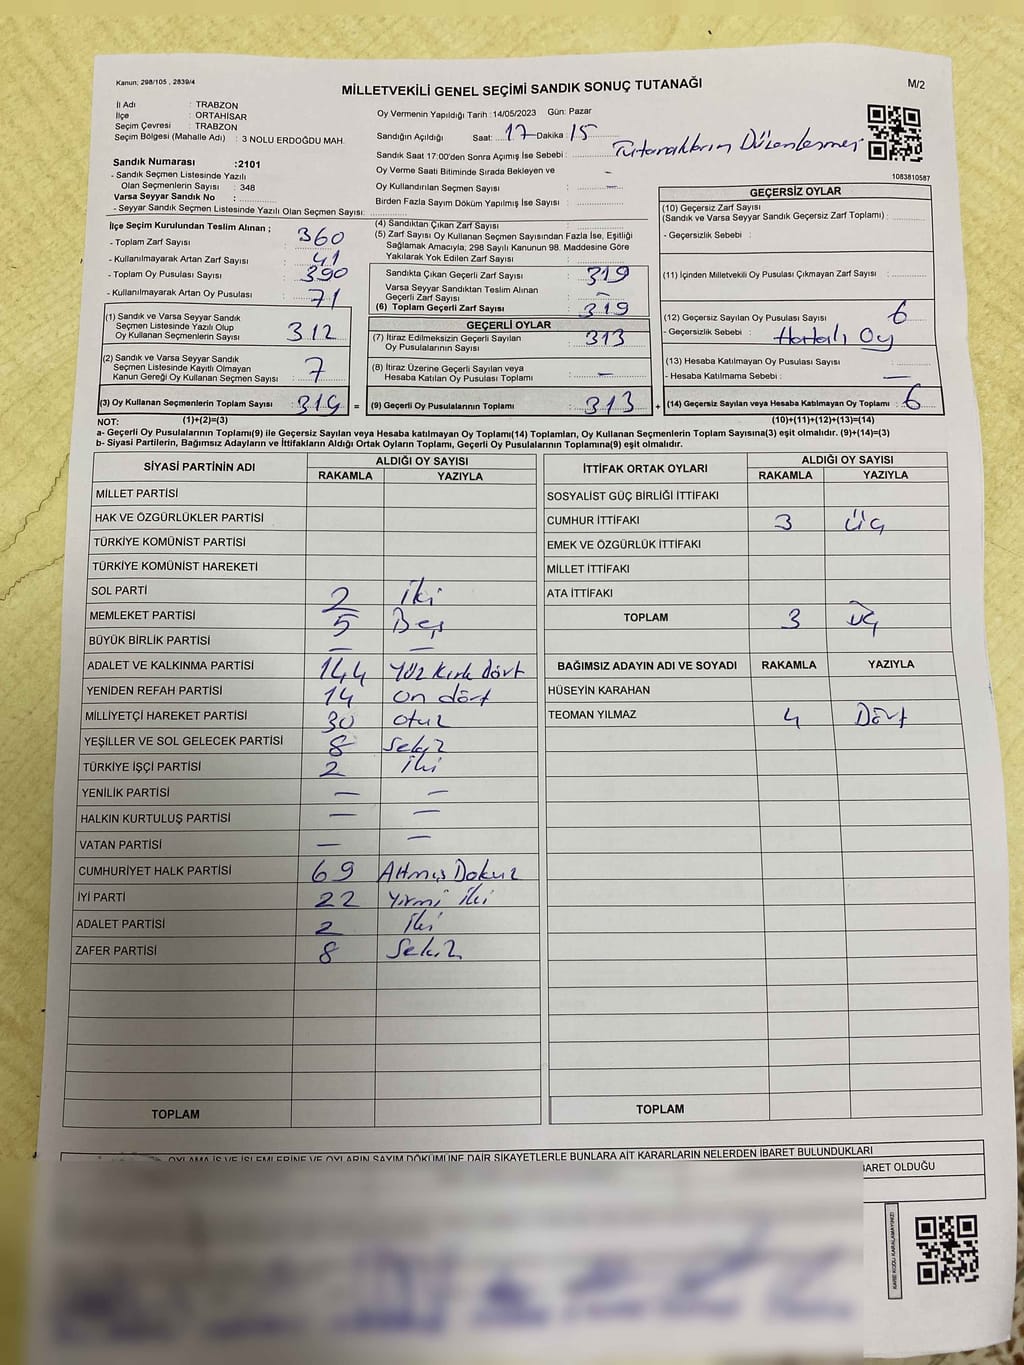 Kanun; 298/105 , 2839/4
MİLLETVEKİLİ GENEL SEÇİMİ SANDIK SONUÇ TUTANAĞI
M/2
İl Adı : TRABZON
İlçe : ORTAHİSAR
Seçim Çevresi : TRABZON
Seçim Bölgesi (Mahalle Adı) : 3 NOLU ERDOĞDU MAH.
Oy Vermenin Yapıldığı Tarih : 14/05/2023 Gün: Pazar
Sandığın Açıldığı Saat: 17 Dakika 15
Sandık Saat 17:00'den Sonra Açımış İse Sebebi : Tutanakların Düzenlenmesi
Oy Verme Saati Bitiminde Sırada Bekleyen ve
Oy Kullandırılan Seçmen Sayısı : —
Birden Fazla Sayım Dökümü Yapılmış İse Sayısı :
1083810587
Sandık Numarası :2101
- Sandık Seçmen Listesinde Yazılı
Olan Seçmenlerin Sayısı : 348
Varsa Seyyar Sandık No :
- Seyyar Sandık Seçmen Listesinde Yazılı Olan Seçmen Sayısı:
İlçe Seçim Kurulundan Teslim Alınan ;
- Toplam Zarf Sayısı : 360
- Kullanılmayarak Artan Zarf Sayısı : 41
- Toplam Oy Pusulası Sayısı : 390
- Kullanılmayarak Artan Oy Pusulası : 71
(1) Sandık ve Varsa Seyyar Sandık
Seçmen Listesinde Yazılı Olup
Oy Kullanan Seçmen Sayısı : 312
(2) Sandık ve Varsa Seyyar Sandık
Seçmen Listesinde Kayıtlı Olmayan
Kanun Gereği Oy Kullanan Seçmen Sayısı : 7
(3) Oy Kullanan Seçmenlerin Toplam Sayısı : 319 =
(4) Sandıktan Çıkan Zarf Sayısı :
(5) Zarf Sayısı Oy Kullanan Seçmen Sayısından Fazla İse, Eşitliği
Sağlamak Amacıyla; 298 Sayılı Kanunun 98. Maddesine Göre
Yakılarak Yok Edilen Zarf Sayısı :
Sandıkta Çıkan Geçerli Zarf Sayısı : 319
Varsa Seyyar Sandıktan Teslim Alınan
Geçerli Zarf Sayısı : —
(6) Toplam Geçerli Zarf Sayısı : 319
GEÇERLİ OYLAR
(7) İtiraz Edilmeksizin Geçerli Sayılan
Oy Pusulalarının Sayısı : 313
(8) İtiraz Üzerine Geçerli Sayılan veya
Hesaba Katılan Oy Pusulası Toplamı : —
(9) Geçerli Oy Pusulalarının Toplamı : 313 +
GEÇERSİZ OYLAR
(10) Geçersiz Zarf Sayısı
(Sandık ve Varsa Seyyar Sandık Geçersiz Zarf Toplamı) :
- Geçersizlik Sebebi :
(11) İçinden Milletvekili Oy Pusulası Çıkmayan Zarf Sayısı :
(12) Geçersiz Sayılan Oy Pusulası Sayısı : 6
- Geçersizlik Sebebi : Hatalı Oy
(13) Hesaba Katılmayan Oy Pusulası Sayısı :
- Hesaba Katılmama Sebebi : —
(14) Geçersiz Sayılan veya Hesaba Katılmayan Oy Toplamı : 6
NOT: (1)+(2)=(3)
(10)+(11)+(12)+(13)=(14)
a- Geçerli Oy Pusulalarının Toplamı(9) ile Geçersiz Sayılan veya Hesaba katılmayan Oy Toplamı(14) Toplamları, Oy Kullanan Seçmenlerin Toplam Sayısına(3) eşit olmalıdır. (9)+(14)=(3)
b- Siyasi Partilerin, Bağımsız Adayların ve İttifakların Aldığı Ortak Oyların Toplamı, Geçerli Oy Pusulalarının Toplamına(9) eşit olmalıdır.
SİYASİ PARTİNİN ADI ALDIĞI OY SAYISI
RAKAMLA YAZIYLA
MİLLET PARTİSİ
HAK VE ÖZGÜRLÜKLER PARTİSİ
TÜRKİYE KOMÜNİST PARTİSİ
TÜRKİYE KOMÜNİST HAREKETİ
SOL PARTİ 2 iki
MEMLEKET PARTİSİ 5 Beş
BÜYÜK BİRLİK PARTİSİ — —
ADALET VE KALKINMA PARTİSİ 144 Yüz Kırk Dört
YENİDEN REFAH PARTİSİ 14 on dört
MİLLİYETÇİ HAREKET PARTİSİ 30 otuz
YEŞİLLER VE SOL GELECEK PARTİSİ 8 Sekiz
TÜRKİYE İŞÇİ PARTİSİ 2 iki
YENİLİK PARTİSİ — —
HALKIN KURTULUŞ PARTİSİ — —
VATAN PARTİSİ — —
CUMHURİYET HALK PARTİSİ 69 Altmış Dokuz
İYİ PARTİ 22 Yirmi iki
ADALET PARTİSİ 2 iki
ZAFER PARTİSİ 8 Sekiz
TOPLAM
İTTİFAK ORTAK OYLARI ALDIĞI OY SAYISI
RAKAMLA YAZIYLA
SOSYALİST GÜÇ BİRLİĞİ İTTİFAKI
CUMHUR İTTİFAKI 3 üç
EMEK VE ÖZGÜRLÜK İTTİFAKI
MİLLET İTTİFAKI
ATA İTTİFAKI
TOPLAM 3 üç
BAĞIMSIZ ADAYIN ADI VE SOYADI RAKAMLA YAZIYLA
HÜSEYİN KARAHAN
TEOMAN YILMAZ 4 Dört
TOPLAM
OYLAMA İŞ VE İŞLEMLERİNE VE OYLARIN SAYIM DÖKÜMÜNE DAİR ŞİKAYETLERLE BUNLARA AİT KARARLARIN NELERDEN İBARET BULUNDUKLARI
İBARET OLDUĞU
KARE KODU KARALAMAYINIZ!